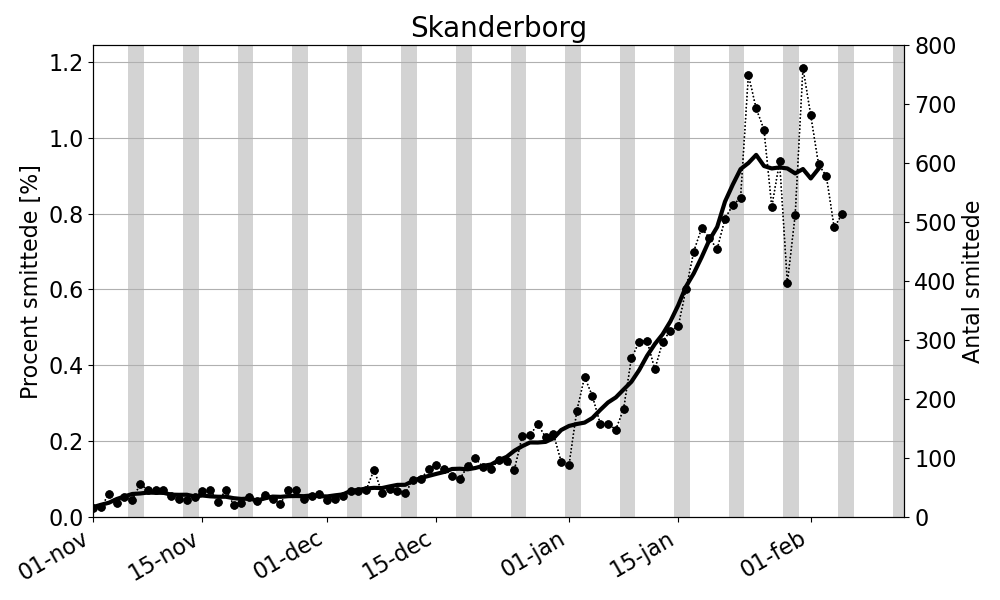 Skanderborg
Procent smittede [%]
1.2
1.0
0.8
0.6
0.4
0.2
0.0
800
700
600
500
400
300
200
100
0
Antal smittede
01-nov
15-nov
01-dec
15-dec
01-jan
15-jan
01-feb